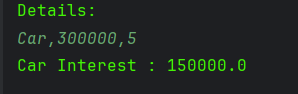 Details:
Car,300000,5
Car Interest : 150000.0